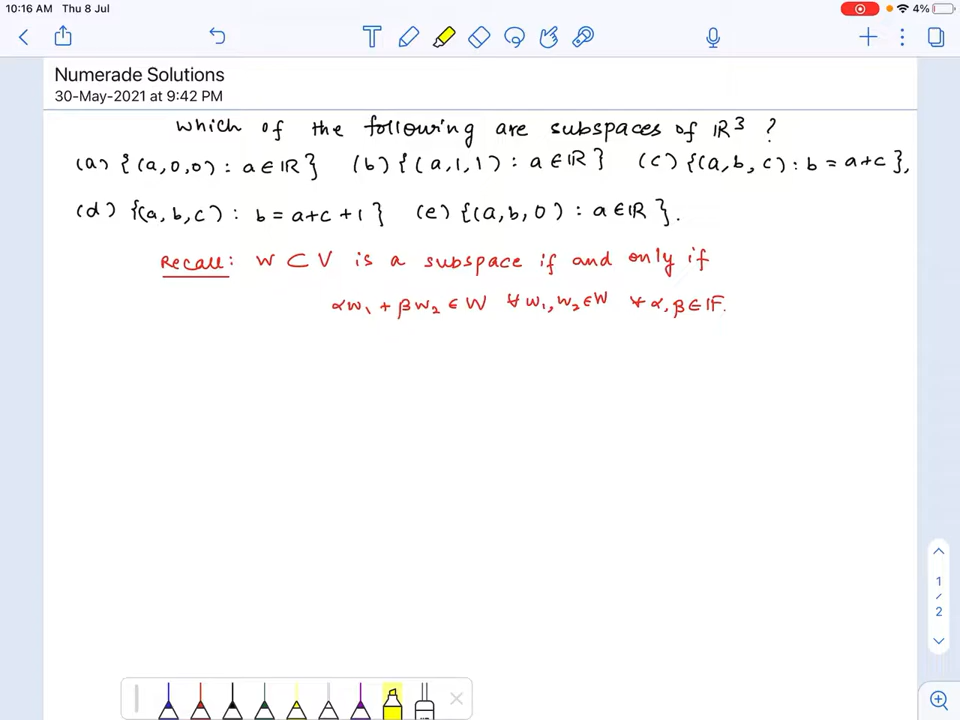 10:16 AM Thu 8 Jul 4%
Numerade Solutions
30-May-2021 at 9:42 PM
which of the following are subspaces of ℝ³ ?
(a) {(a,0,0) : a∈ℝ} (b) {(a,1,1) : a∈ℝ} (c) {(a,b,c) : b = a+c},
(d) {(a,b,c) : b = a+c+1} (e) {(a,b,0) : a∈ℝ}.
Recall: W ⊂ V is a subspace if and only if
αw₁ + βw₂ ∈ W ∀ w₁,w₂∈W ∀ α,β∈𝔽.
1
/
2